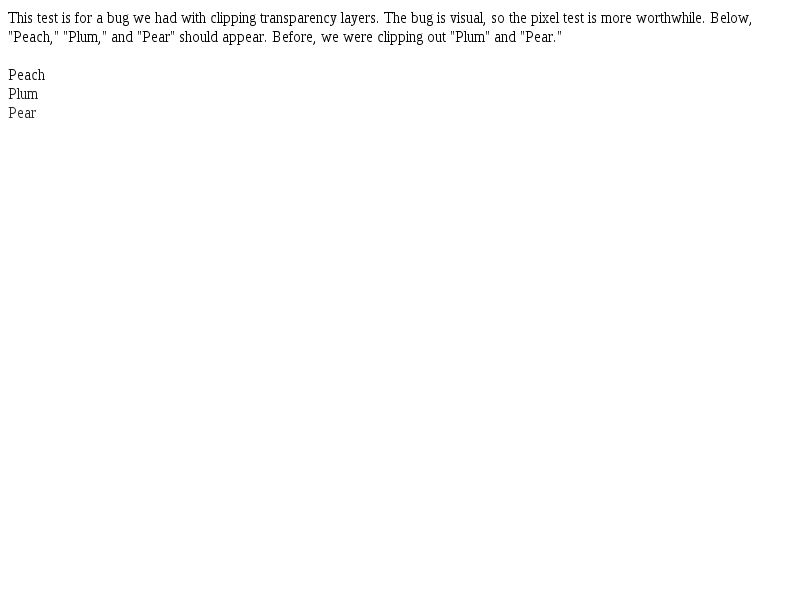 This test is for a bug we had with clipping transparency layers. The bug is visual, so the pixel test is more worthwhile. Below,
"Peach," "Plum," and "Pear" should appear. Before, we were clipping out "Plum" and "Pear."
Peach
Plum
Pear